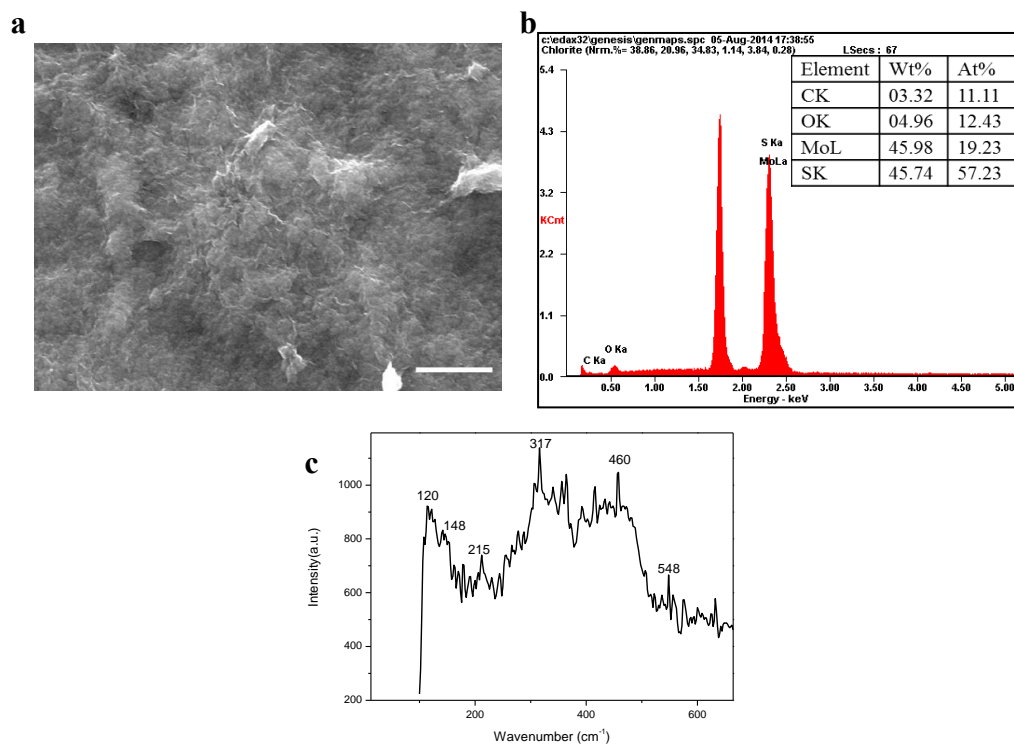 a
b
c:\edax32\genesis\genmaps.spc 05-Aug-2014 17:38:55
Chlorite (Nrm.%= 38.86, 20.96, 34.83, 1.14, 3.84, 0.28) LSecs : 67
5.4
4.3
3.2
KCnt
2.2
1.1
0.0
Element Wt% At%
CK 03.32 11.11
OK 04.96 12.43
MoL 45.98 19.23
SK 45.74 57.23
S Ka
MoLa
C Ka
O Ka
0.50 1.00 1.50 2.00 2.50 3.00 3.50 4.00 4.50 5.00
Energy - keV
c
317
460
120
148
215
548
1000
800
600
400
200
Intensity(a.u.)
200 400 600
Wavenumber (cm⁻¹)